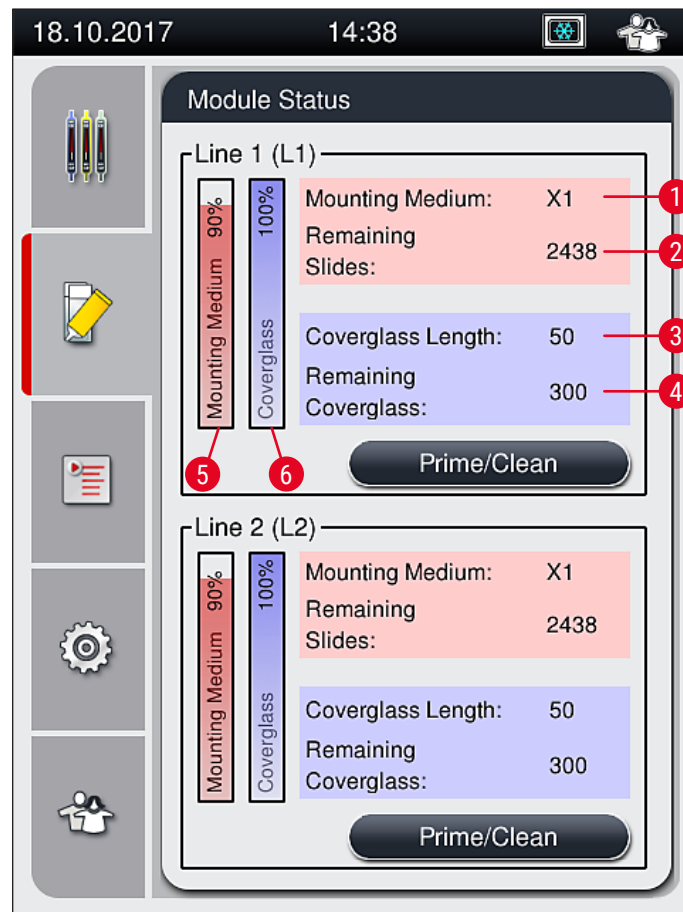 18.10.2017 14:38
Module Status
Line 1 (L1)
Mounting Medium 90%
Coverglass 100%
Mounting Medium: X1
Remaining
Slides: 2438
Coverglass Length: 50
Remaining
Coverglass: 300
Prime/Clean
1
2
3
4
5
6
Line 2 (L2)
Mounting Medium 90%
Coverglass 100%
Mounting Medium: X1
Remaining
Slides: 2438
Coverglass Length: 50
Remaining
Coverglass: 300
Prime/Clean